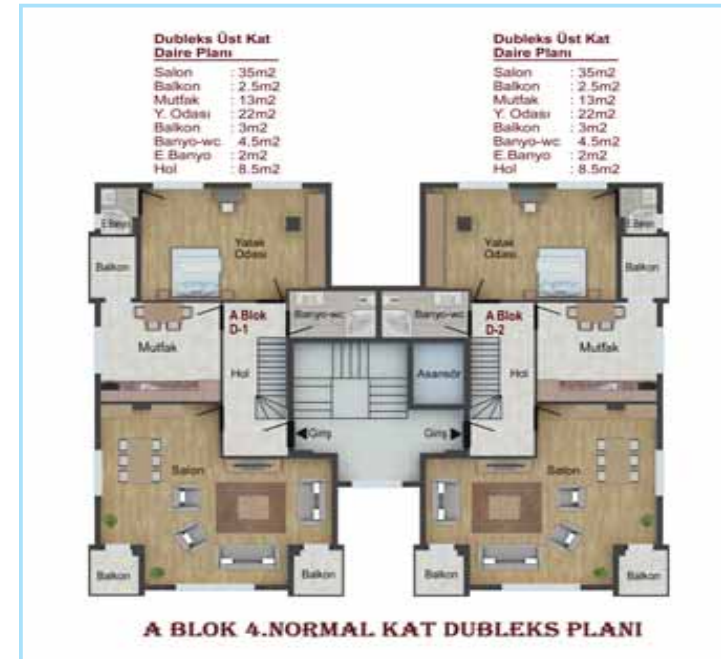 Dubleks Üst Kat
Daire Planı
Salon : 35m2
Balkon : 2.5m2
Mutfak : 13m2
Y. Odası : 22m2
Balkon : 3m2
Banyo-wc 4.5m2
E.Banyo : 2m2
Hol : 8.5m2
Dubleks Üst Kat
Daire Planı
Salon : 35m2
Balkon : 2.5m2
Mutfak : 13m2
Y. Odası : 22m2
Balkon : 3m2
Banyo-wc 4.5m2
E.Banyo : 2m2
Hol : 8.5m2
E.Banyo
Balkon
Yatak
Odası
Mutfak
A Blok
D-1
Banyo-wc
Hol
Giriş
Salon
Balkon
Balkon
Asansör
E.Banyo
Balkon
Yatak
Odası
Mutfak
A Blok
D-2
Banyo-wc
Hol
Giriş
Salon
Balkon
Balkon
A BLOK 4.NORMAL KAT DUBLEKS PLANI